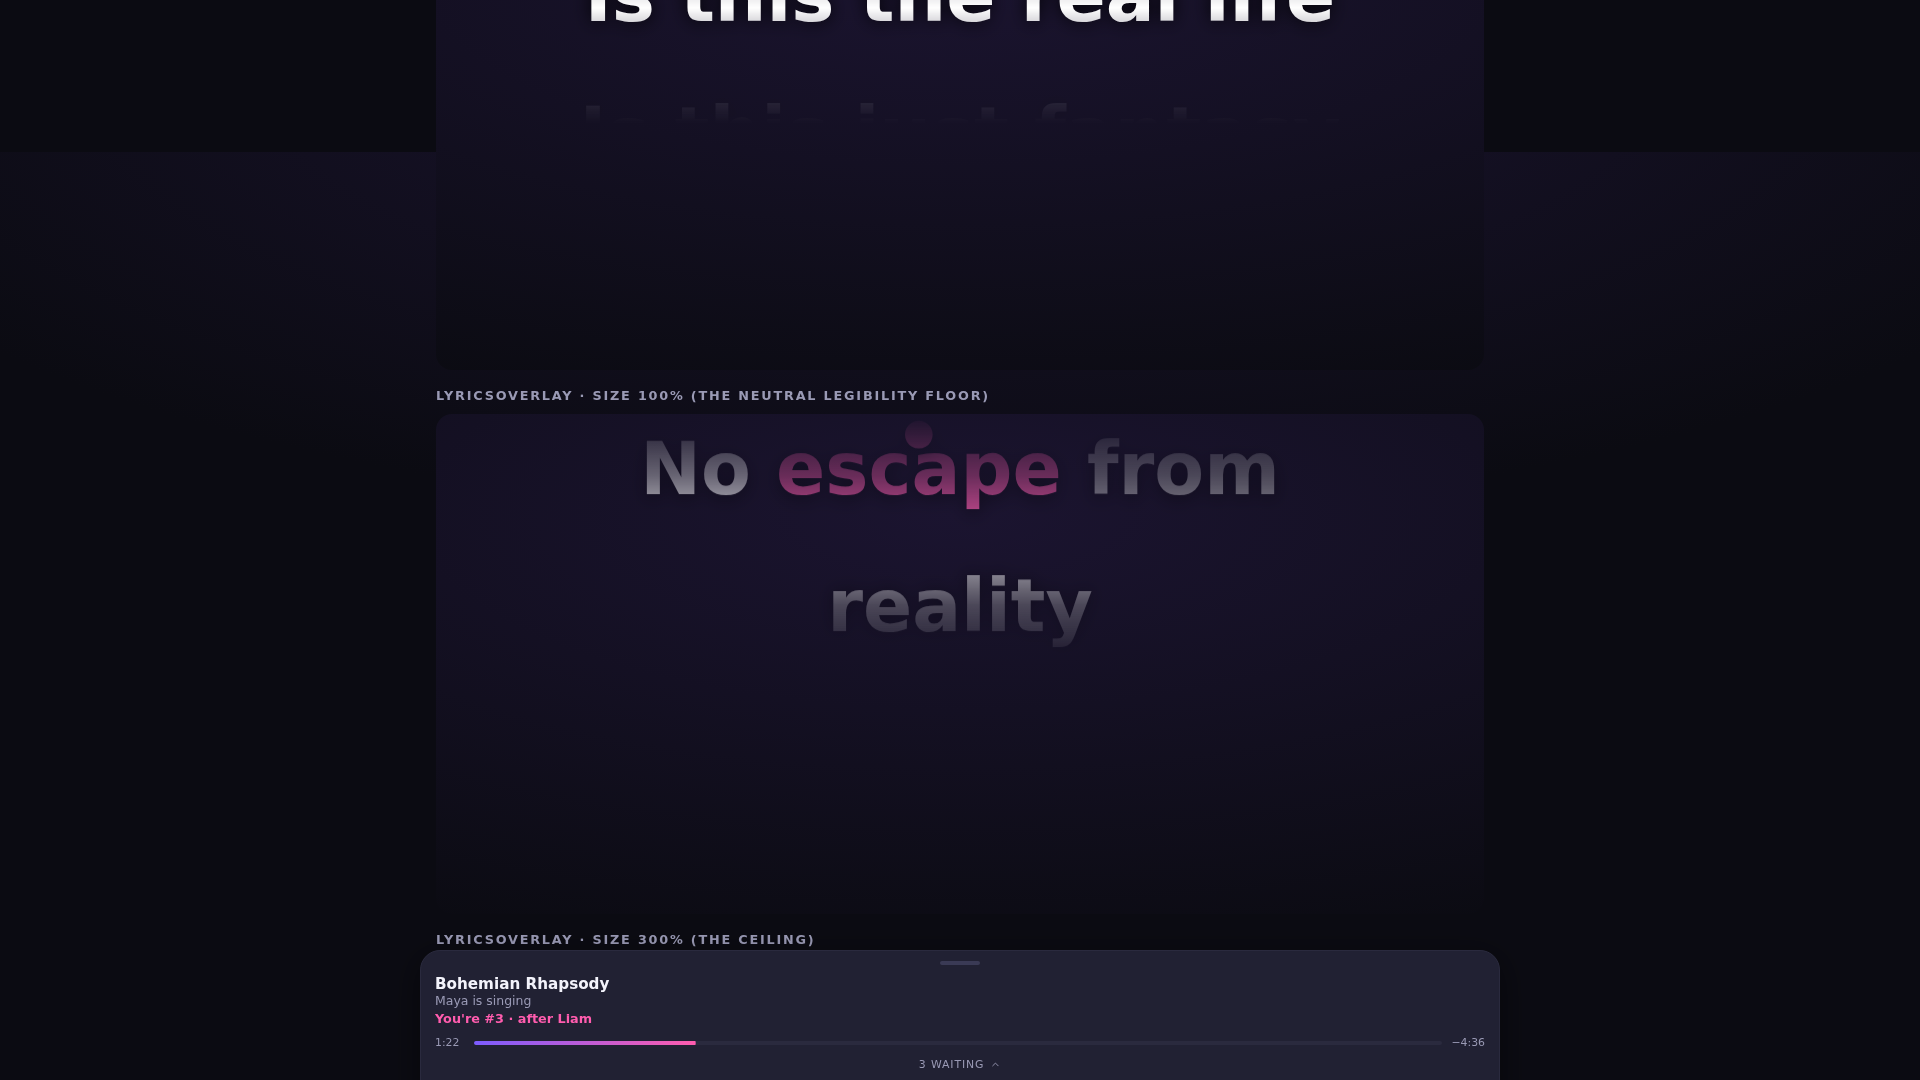 is this the real life
LYRICSOVERLAY · SIZE 100% (THE NEUTRAL LEGIBILITY FLOOR)
No escape from
reality
LYRICSOVERLAY · SIZE 300% (THE CEILING)
Bohemian Rhapsody
Maya is singing
You're #3 · after Liam
1:22
−4:36
3 WAITING